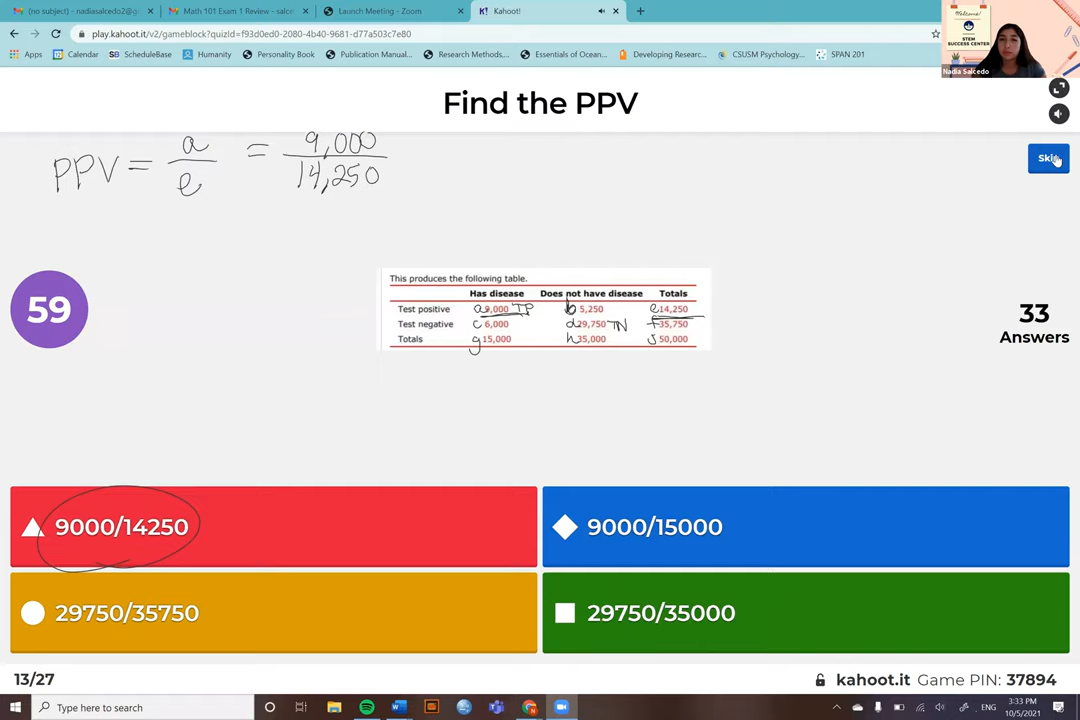 (no subject) - nadiasalcedo2@g
Math 101 Exam 1 Review - salce
Launch Meeting - Zoom
Kahoot!
play.kahoot.it/v2/gameblock?quizId=f93d0ed0-2080-4b40-9681-d77a503c7e80
Apps Calendar SB ScheduleBase Humanity Personality Book Publication Manual... Research Methods,... Essentials of Ocean... Developing Researc... CSUSM Psycholog... SPAN 201
Welcome!
STEM
SUCCESS CENTER
Nadia Salcedo
Find the PPV
PPV = a/e = 9,000/14,250
Skip
59
This produces the following table.
Has disease Does not have disease Totals
Test positive a 9,000 TP b 5,250 e 14,250
Test negative c 6,000 d 29,750 TN f 35,750
Totals g 15,000 h 35,000 50,000
33
Answers
9000/14250
9000/15000
29750/35750
29750/35000
13/27
kahoot.it Game PIN: 37894
Type here to search
ENG
3:33 PM
10/5/2021